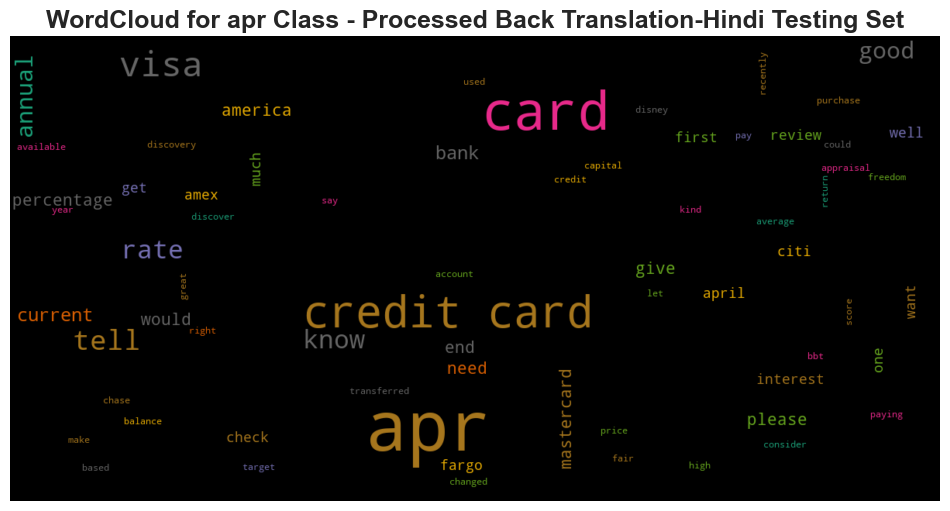 WordCloud for apr Class - Processed Back Translation-Hindi Testing Set
visa
good
annual
recently
used
card
purchase
america
disney
first
pay
review
well
available
discovery
bank
much
could
capital
appraisal
credit
freedom
percentage
get
amex
return
year
say
kind
discover
average
rate
citi
give
account
great
let
april
want
score
current
would
credit card
right
tell
know
end
one
bbt
need
interest
transferred
mastercard
chase
balance
apr
please
paying
price
make
check
consider
fargo
fair
based
target
high
changed